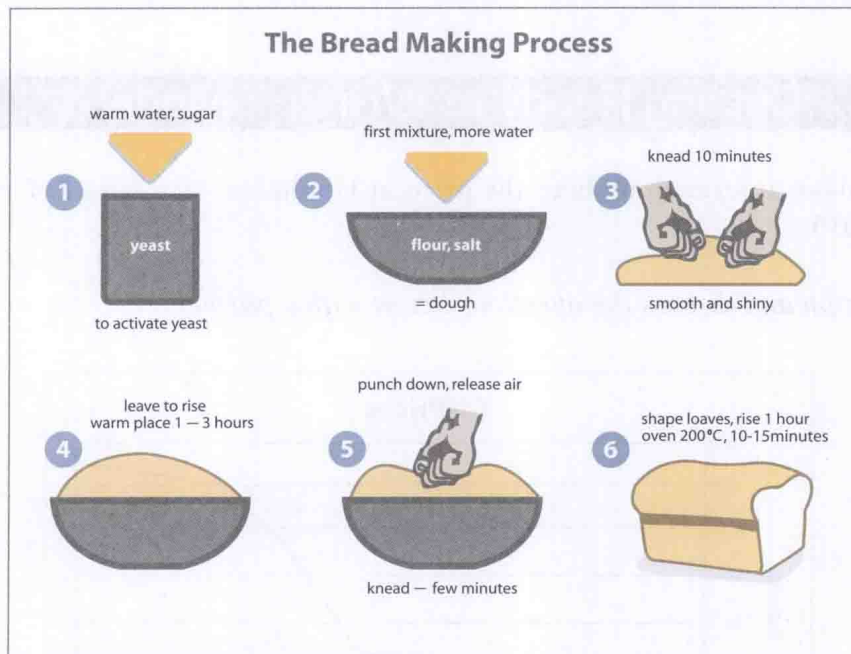 The Bread Making Process
1
warm water, sugar
yeast
to activate yeast
2
first mixture, more water
flour, salt
= dough
3
knead 10 minutes
smooth and shiny
4
leave to rise
warm place 1 — 3 hours
5
punch down, release air
knead — few minutes
6
shape loaves, rise 1 hour
oven 200°C, 10-15minutes